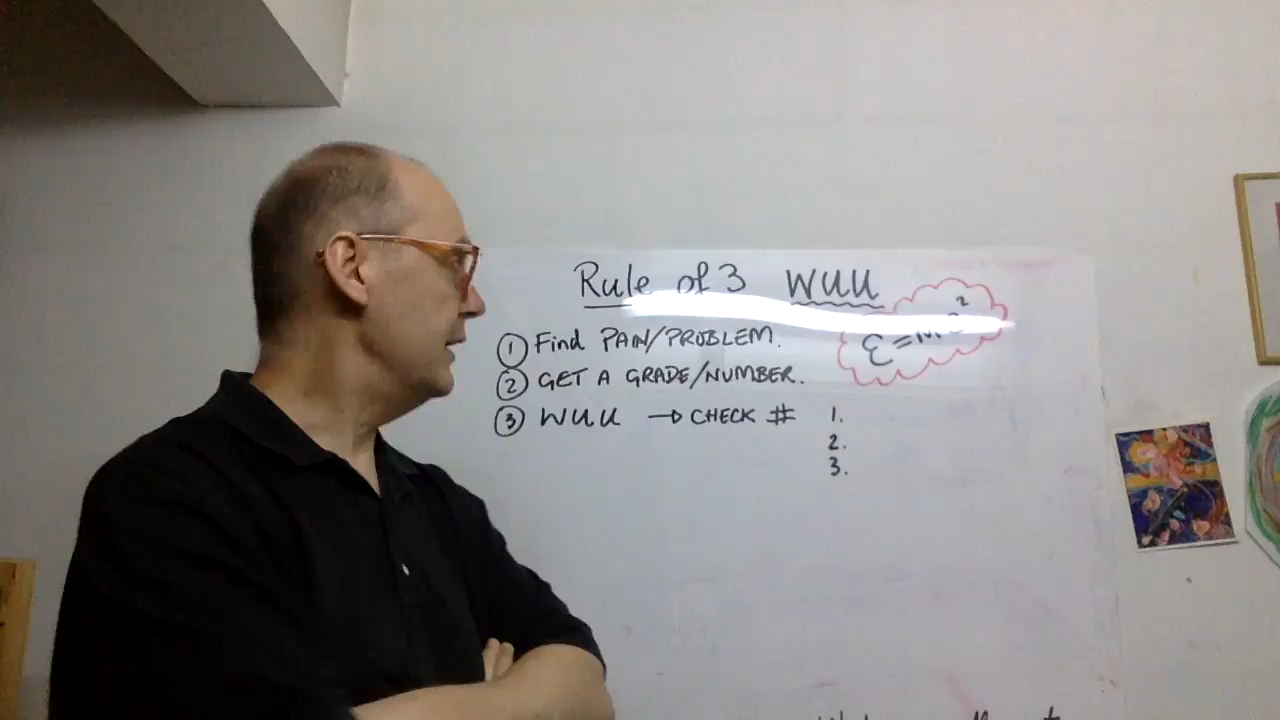 Rule of 3 WUU
① Find PAIN/PROBLEM.
② GET A GRADE/NUMBER.
③ WUU → CHECK #
1.
2.
3.
E=MC²